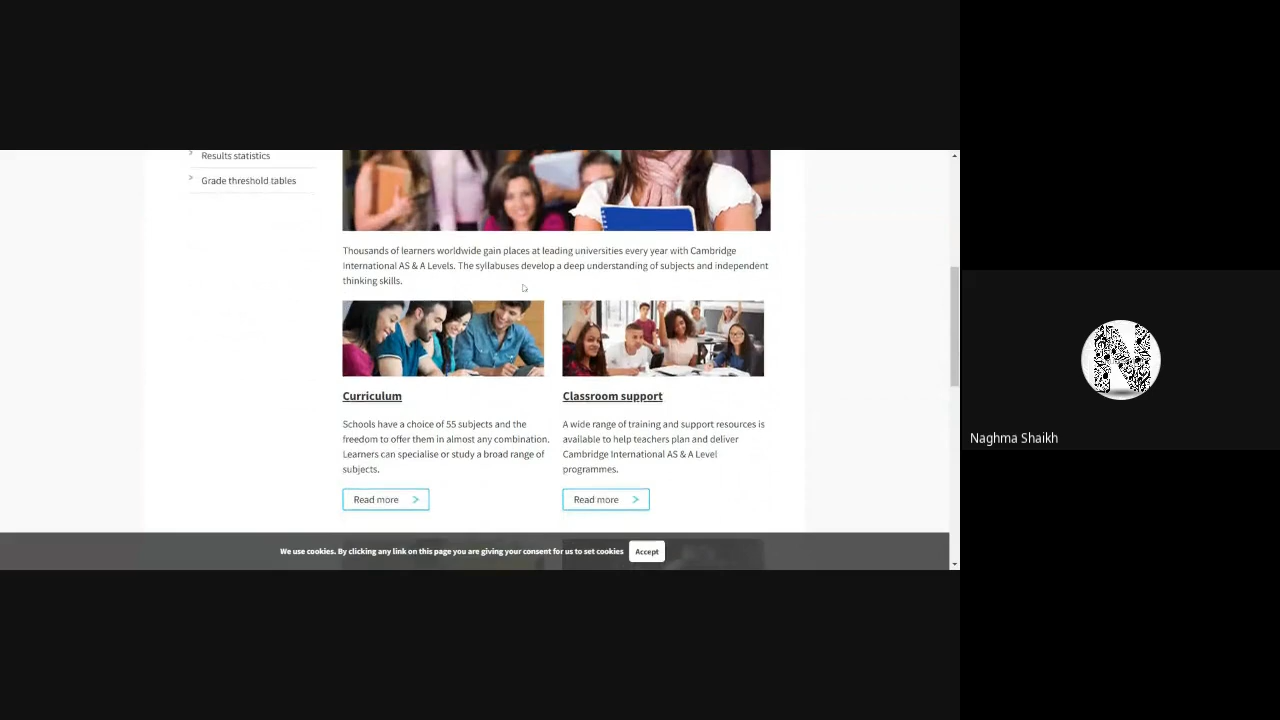 Results statistics
Grade threshold tables
Thousands of learners worldwide gain places at leading universities every year with Cambridge
International AS & A Levels. The syllabuses develop a deep understanding of subjects and independent
thinking skills.
Curriculum
Schools have a choice of 55 subjects and the
freedom to offer them in almost any combination.
Learners can specialise or study a broad range of
subjects.
Read more
Classroom support
A wide range of training and support resources is
available to help teachers plan and deliver
Cambridge International AS & A Level
programmes.
Read more
We use cookies. By clicking any link on this page you are giving your consent for us to set cookies
Accept
N
Naghma Shaikh